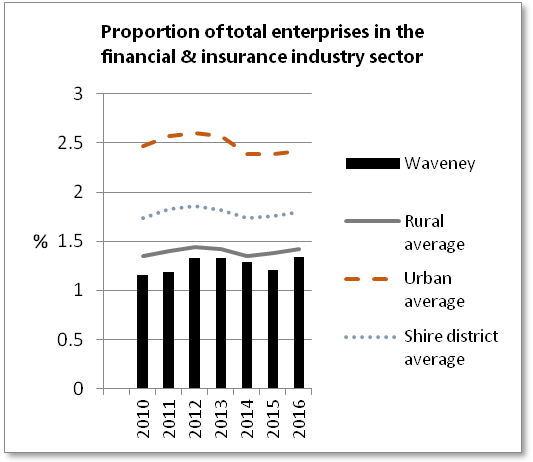 Proportion of total enterprises in the
financial & insurance industry sector
3
2.5
2
% 1.5
1
0.5
0
2010 2011 2012 2013 2014 2015 2016
Waveney
Rural
average
Urban
average
Shire district
average